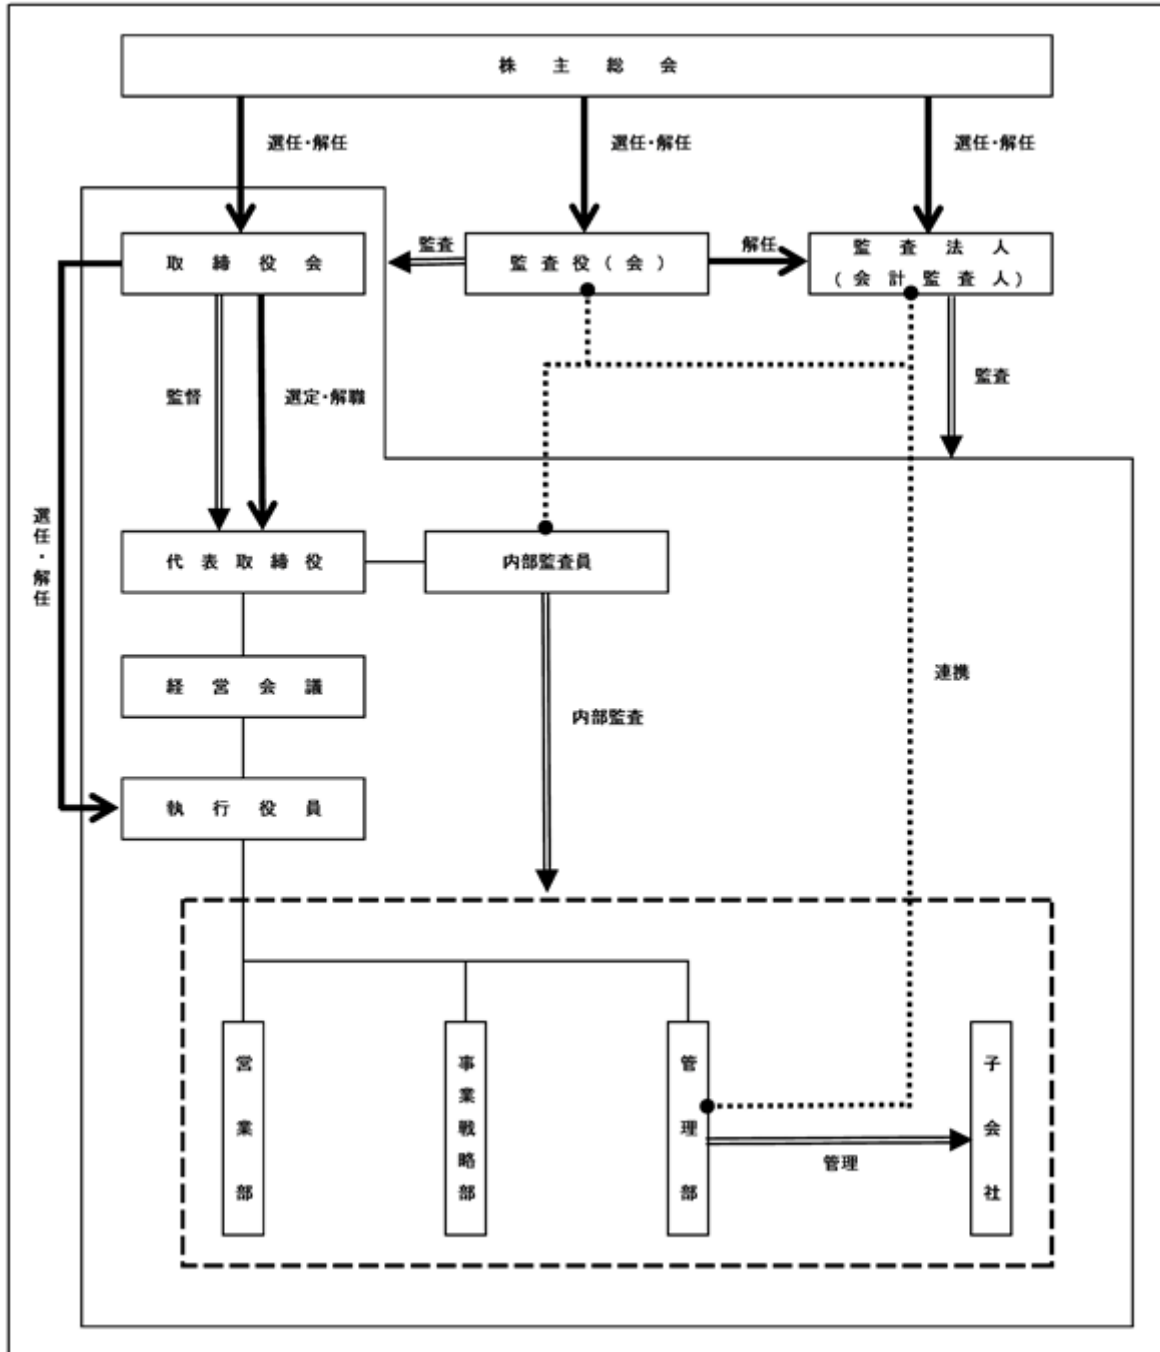 株主総会
選任・解任
選任・解任
選任・解任
取締役会
監査
監査役(会)
解任
監査法人
(会計監査人)
監督
選定・解職
監査
選任・解任
代表取締役
内部監査員
経営会議
連携
内部監査
執行役員
営業部
事業戦略部
管理部
子会社
管理